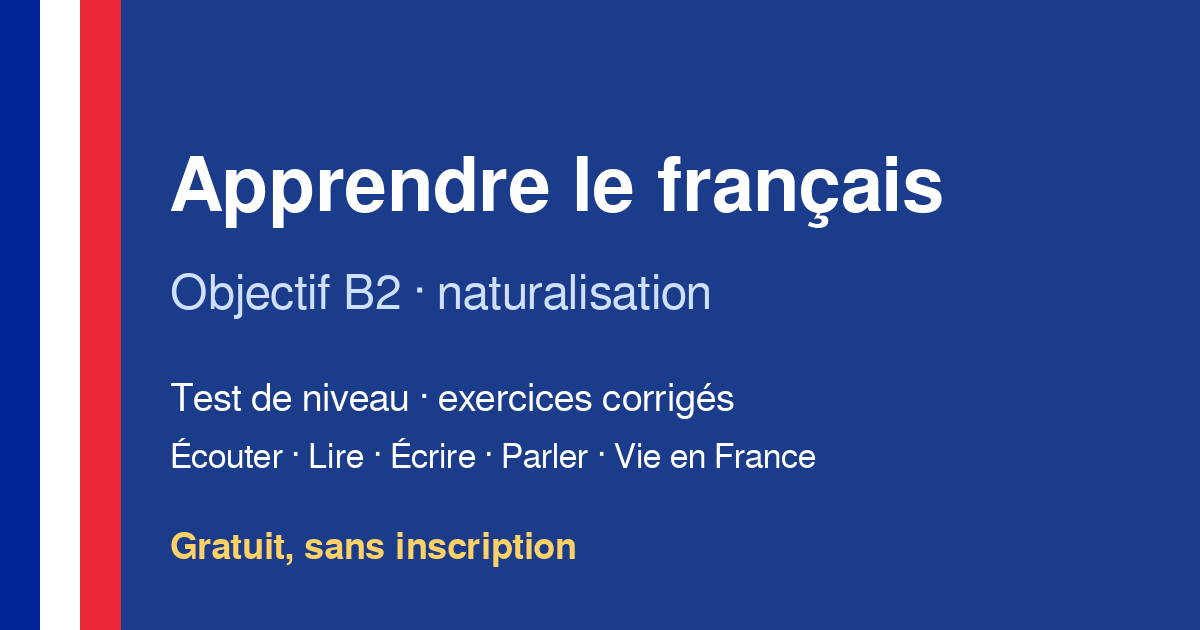 Apprendre le français
Objectif B2 · naturalisation
Test de niveau · exercices corrigés
Écouter · Lire · Écrire · Parler · Vie en France
Gratuit, sans inscription